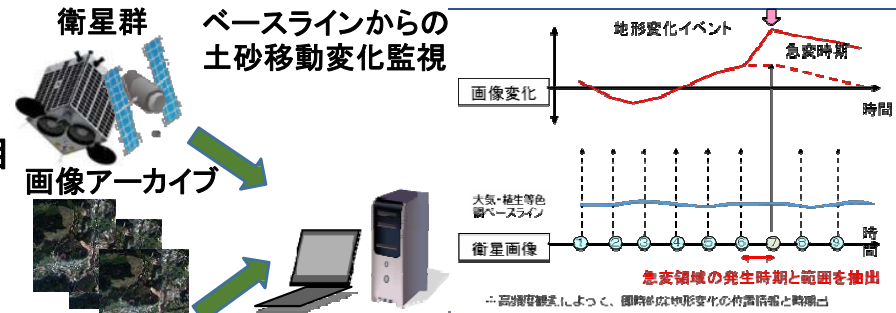 衛星群
ベースラインからの
土砂移動変化監視
画像アーカイブ
地形変化イベント
急変時期
画像変化
時間
大気・植生等色
調ベースライン
衛星画像
① ② ③ ④ ⑤ ⑥ ⑦ ⑧ ⑨
時間
急変領域の発生時期と範囲を抽出